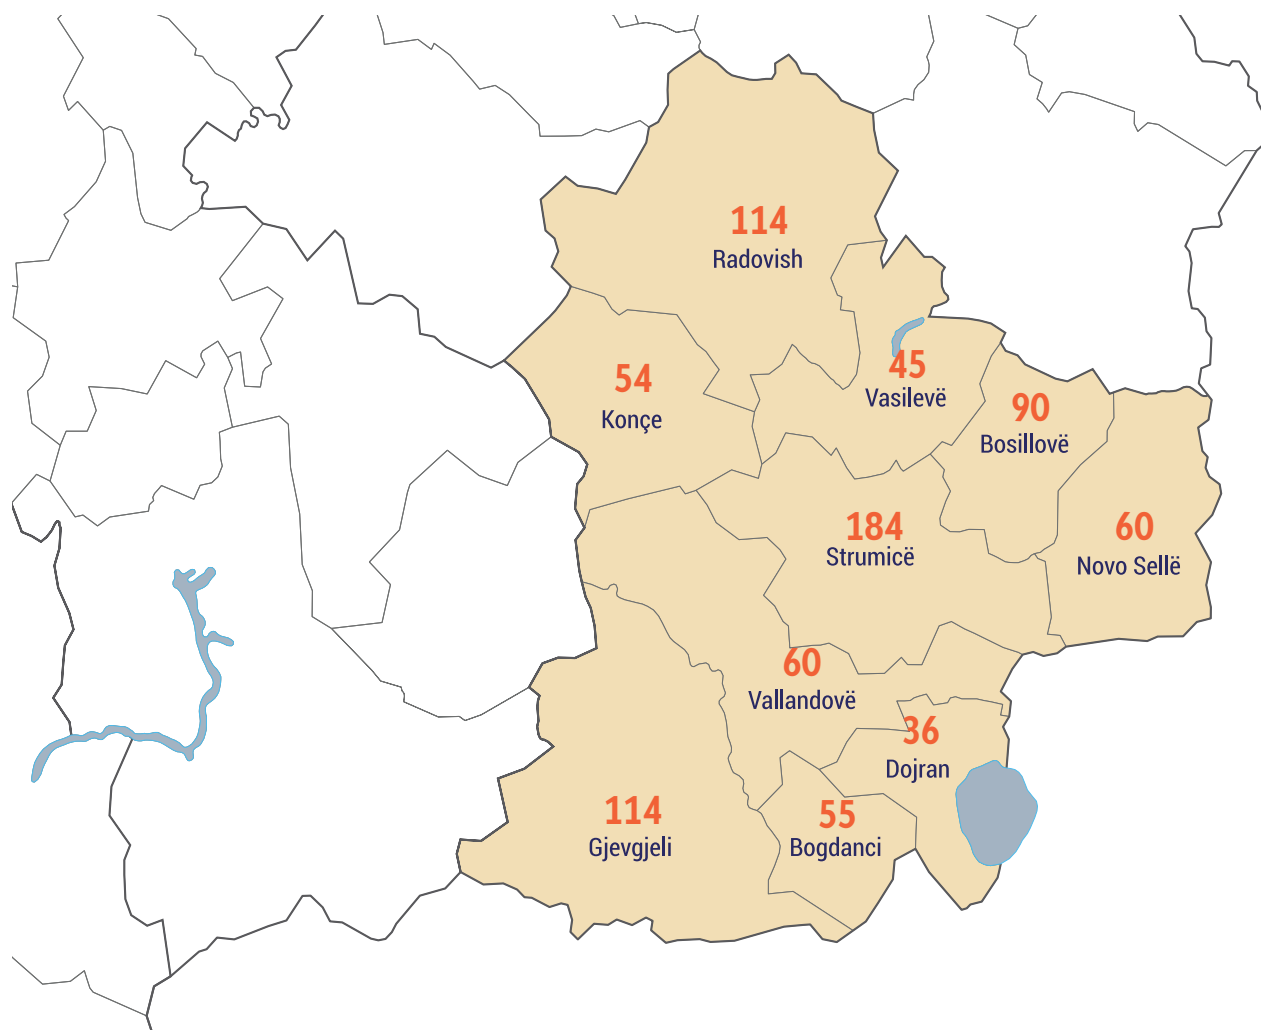 114
Radovish
54
Konçe
45
Vasilevë
90
Bosillovë
184
Strumicë
60
Novo Sellë
60
Vallandovë
36
Dojran
114
Gjevgjeli
55
Bogdanci